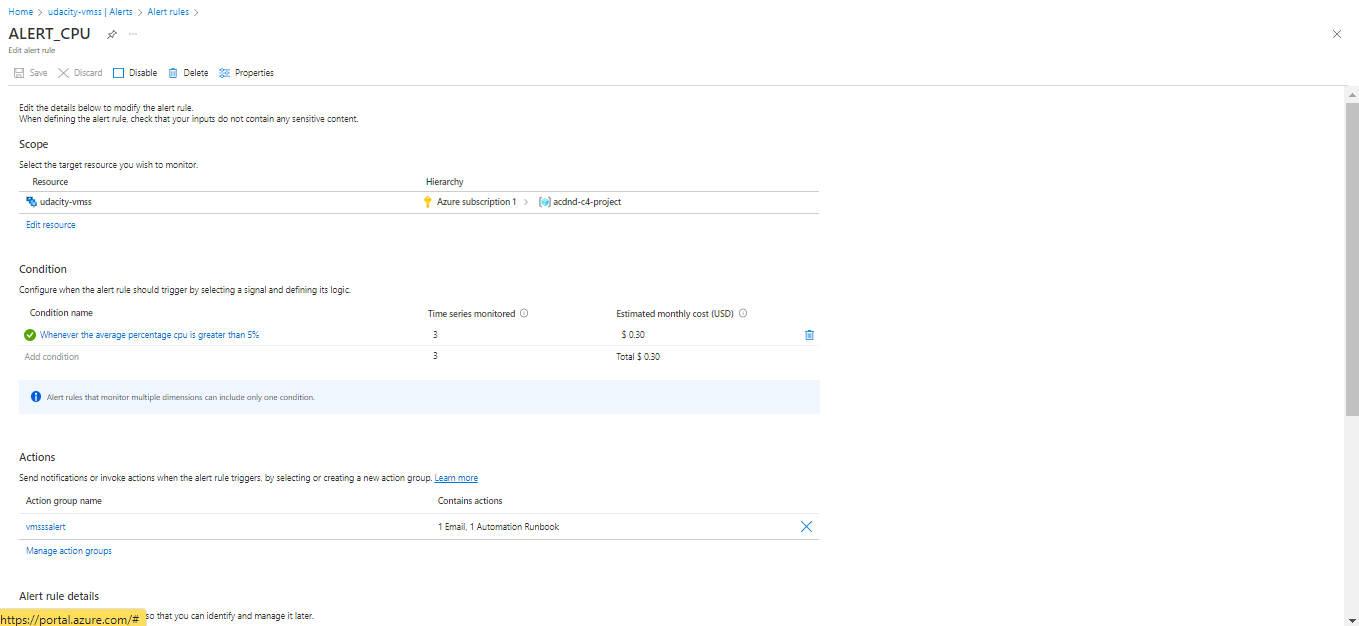 Home > udacity-vmss | Alerts > Alert rules >
ALERT_CPU ...
Edit alert rule
Save Discard Disable Delete Properties
Edit the details below to modify the alert rule.
When defining the alert rule, check that your inputs do not contain any sensitive content.
Scope
Select the target resource you wish to monitor.
Resource Hierarchy
udacity-vmss Azure subscription 1 > acdnd-c4-project
Edit resource
Condition
Configure when the alert rule should trigger by selecting a signal and defining its logic.
Condition name Time series monitored Estimated monthly cost (USD)
Whenever the average percentage cpu is greater than 5% 3 $ 0.30
Add condition 3 Total $ 0.30
Alert rules that monitor multiple dimensions can include only one condition.
Actions
Send notifications or invoke actions when the alert rule triggers, by selecting or creating a new action group. Learn more
Action group name Contains actions
vmsssalert 1 Email, 1 Automation Runbook
Manage action groups
Alert rule details
https://portal.azure.com/# so that you can identify and manage it later.